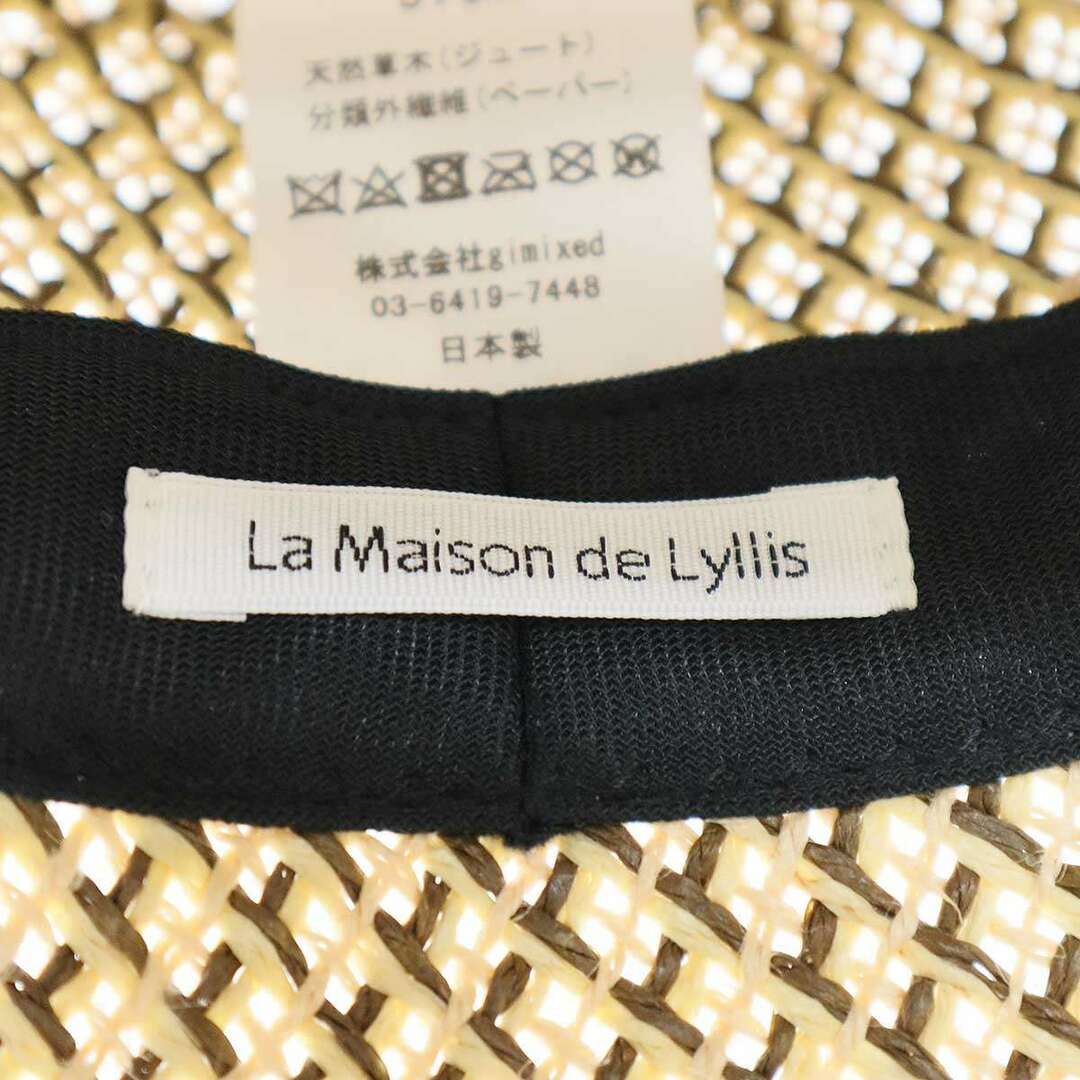 天然草木(ジュート)
分類外繊維(ペーパー)
株式会社gimixed
03-6419-7448
日本製
La Maison de Lyllis